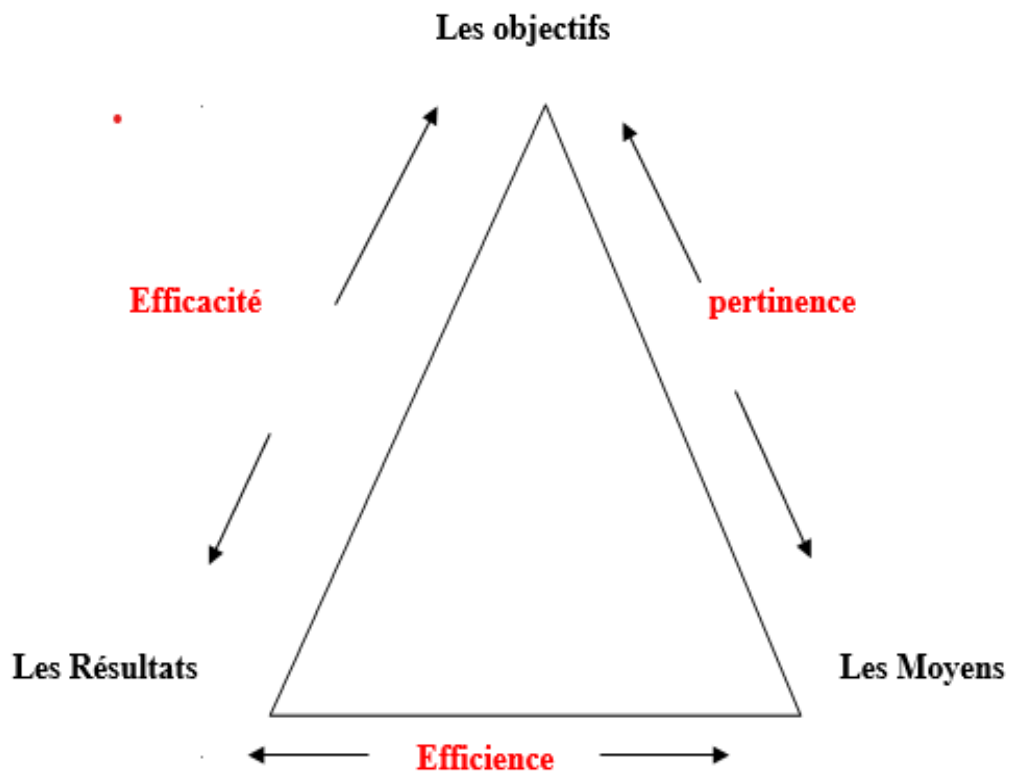 Les objectifs
Efficacité
pertinence
Les Résultats
Les Moyens
Efficience